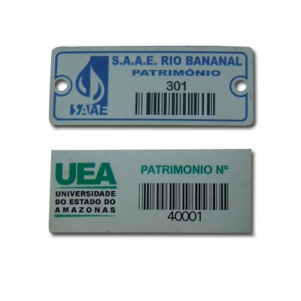 S.A.A.E. RIO BANANAL
PATRIMÔNIO
301
SAAE
UEA
UNIVERSIDADE
DO ESTADO DO
AMAZONAS
PATRIMONIO Nº
40001